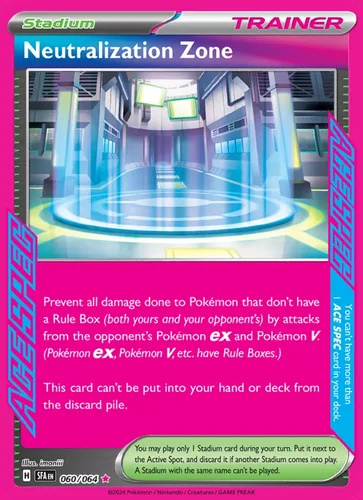 Stadium
TRAINER
Neutralization Zone
ACE SPEC
ACE SPEC
You can't have more than
1 ACE SPEC card in your deck.
Prevent all damage done to Pokémon that don't have
a Rule Box (both yours and your opponent's) by attacks
from the opponent's Pokémon ex and Pokémon V.
(Pokémon ex, Pokémon V, etc. have Rule Boxes.)
This card can't be put into your hand or deck from
the discard pile.
Illus. imoniii
H SFA EN 060/064
You may play only 1 Stadium card during your turn. Put it next to
the Active Spot, and discard it if another Stadium comes into play.
A Stadium with the same name can't be played.
©2024 Pokémon / Nintendo / Creatures / GAME FREAK